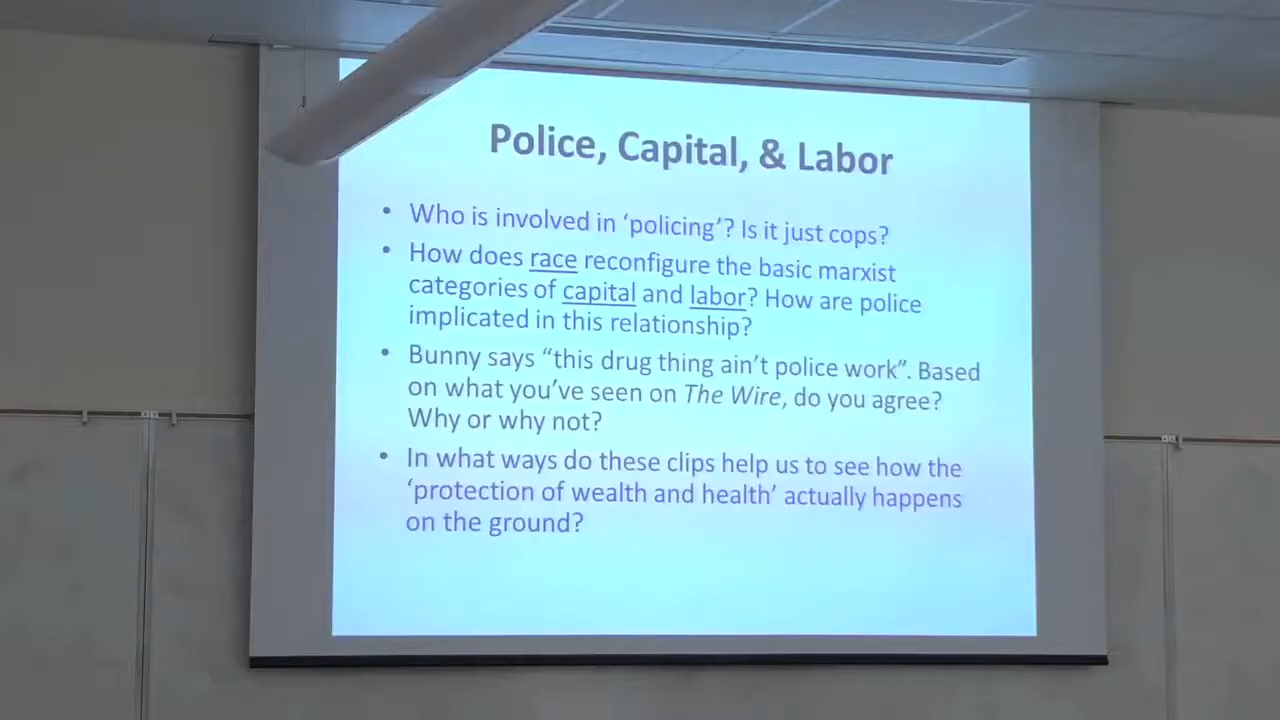 Police, Capital, & Labor
• Who is involved in ‘policing’? Is it just cops?
• How does race reconfigure the basic marxist
categories of capital and labor? How are police
implicated in this relationship?
• Bunny says “this drug thing ain’t police work”. Based
on what you’ve seen on The Wire, do you agree?
Why or why not?
• In what ways do these clips help us to see how the
‘protection of wealth and health’ actually happens
on the ground?